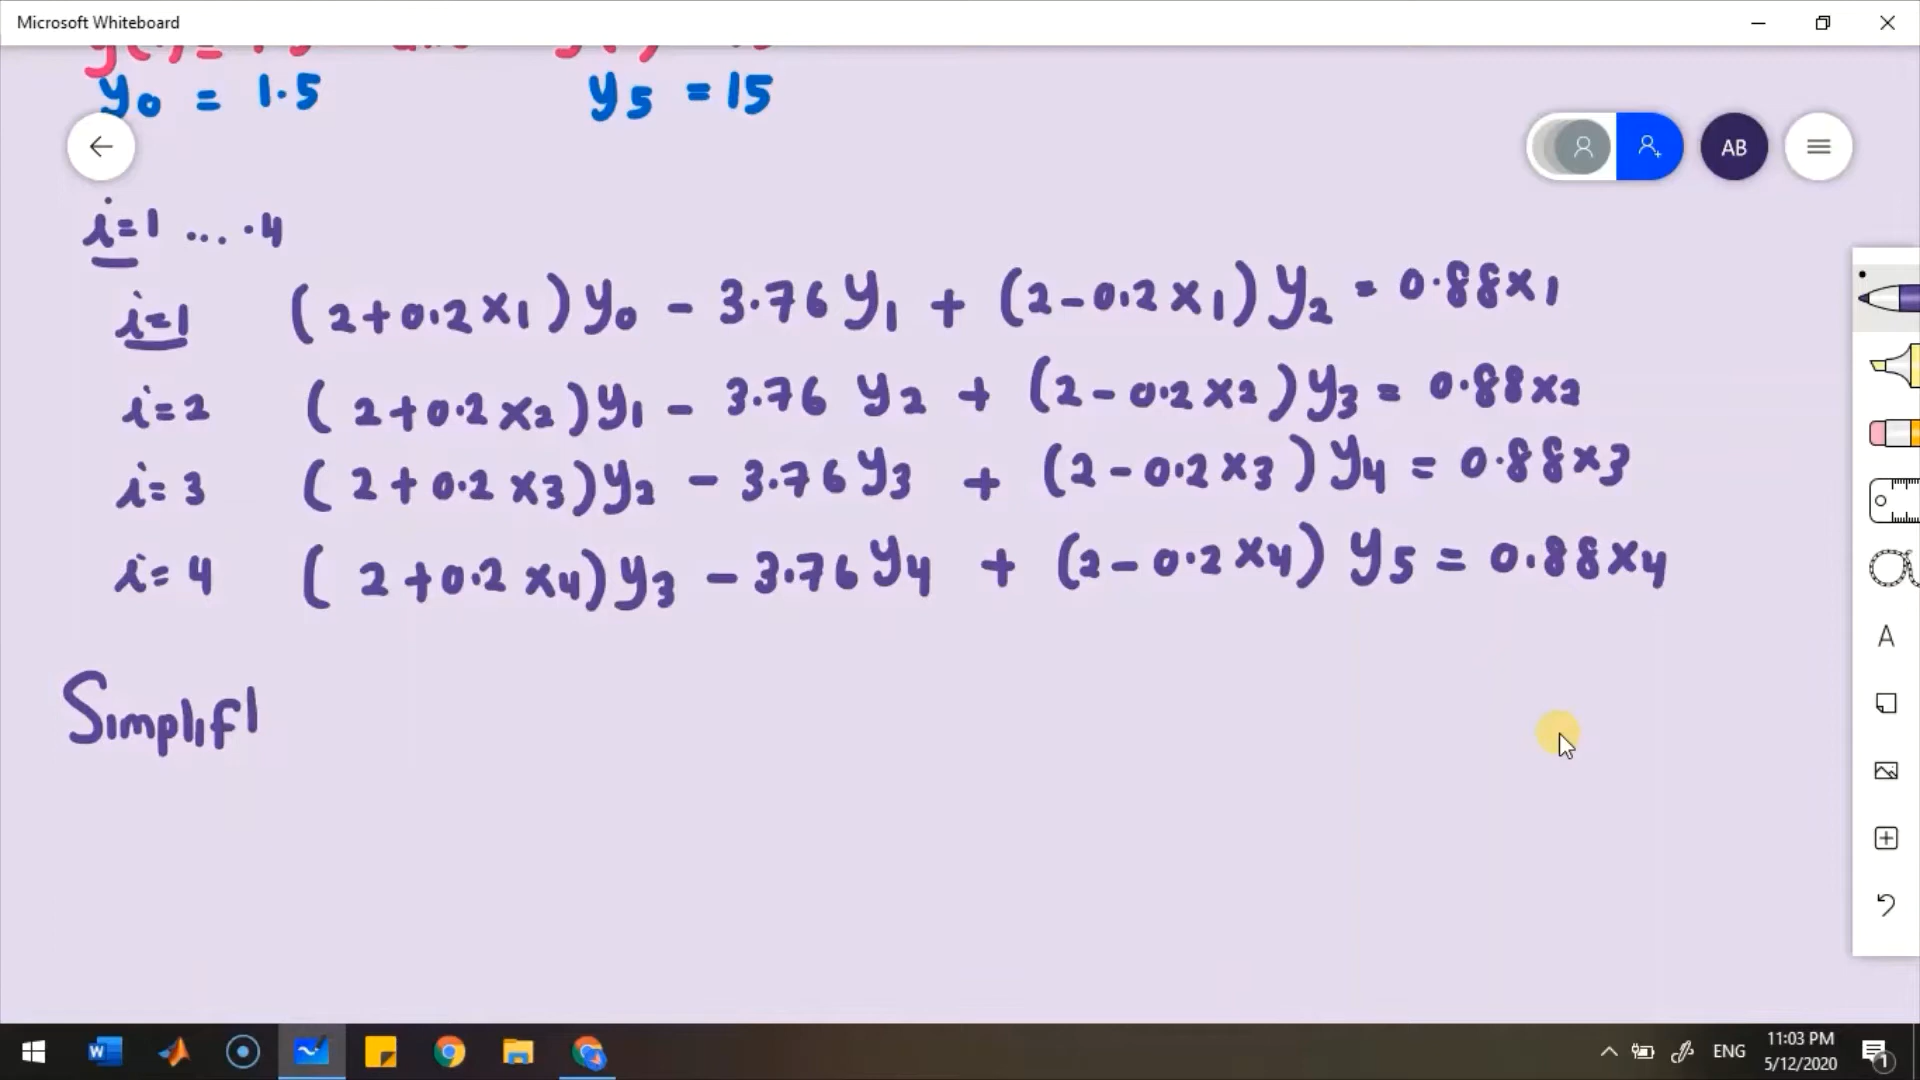 Microsoft Whiteboard
y0 = 1.5 y5 = 15
AB
i=1 ....4
i=1 (2+0.2x1)y0 - 3.76y1 + (2-0.2x1)y2 = 0.88x1
i=2 (2+0.2x2)y1 - 3.76 y2 + (2-0.2x2)y3 = 0.88x2
i=3 (2+0.2x3)y2 - 3.76y3 + (2-0.2x3)y4 = 0.88x3
i=4 (2+0.2x4)y3 - 3.76y4 + (2-0.2x4) y5 = 0.88x4
A
Simplifl
ENG
11:03 PM
5/12/2020
1